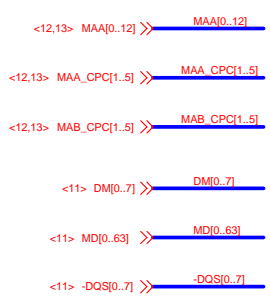 <12,13> MAA[0..12] MAA[0..12]
<12,13> MAA_CPC[1..5] MAA_CPC[1..5]
<12,13> MAB_CPC[1..5] MAB_CPC[1..5]
<11> DM[0..7] DM[0..7]
<11> MD[0..63] MD[0..63]
<11> -DQS[0..7] -DQS[0..7]